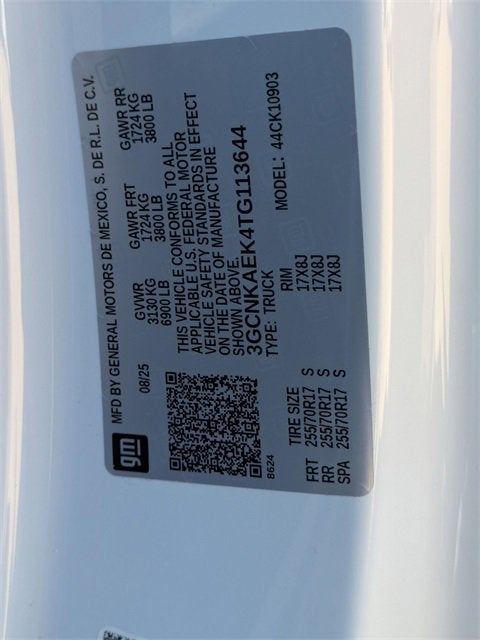 gm
MFD BY GENERAL MOTORS DE MEXICO, S. DE R.L. DE C.V.
08/25
GVWR GAWR FRT GAWR RR
3130 KG 1724 KG 1724 KG
6900 LB 3800 LB 3800 LB
THIS VEHICLE CONFORMS TO ALL
APPLICABLE U.S. FEDERAL MOTOR
VEHICLE SAFETY STANDARDS IN EFFECT
ON THE DATE OF MANUFACTURE
SHOWN ABOVE.
3GCNKAEK4TG113644
TYPE: TRUCK MODEL: 44CK10903
8624
TIRE SIZE RIM
FRT 255/70R17 S 17X8J
RR 255/70R17 S 17X8J
SPA 255/70R17 S 17X8J